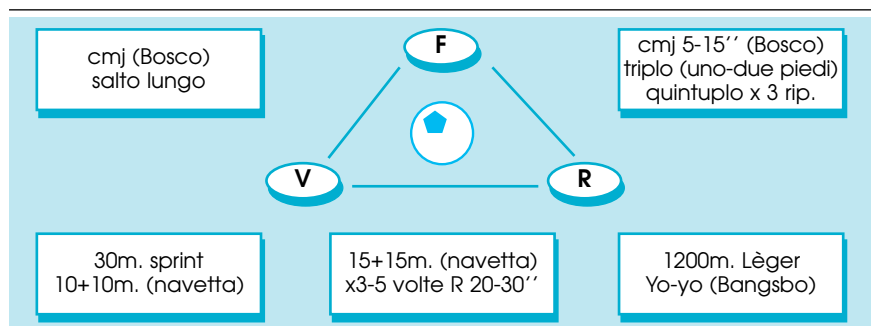 cmj (Bosco)
salto lungo
F
cmj 5-15′′ (Bosco)
triplo (uno-due piedi)
quintuplo x 3 rip.
V
R
30m. sprint
10+10m. (navetta)
15+15m. (navetta)
x3-5 volte R 20-30′′
1200m. Lèger
Yo-yo (Bangsbo)